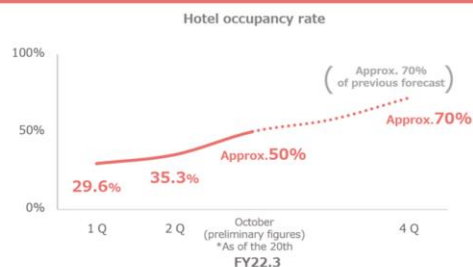 Hotel occupancy rate
100%
( Approx. 70%
of previous forecast )
50%
Approx.70%
Approx.50%
35.3%
29.6%
0%
1 Q
2 Q
October
(preliminary figures)
*As of the 20th
4 Q
FY22.3